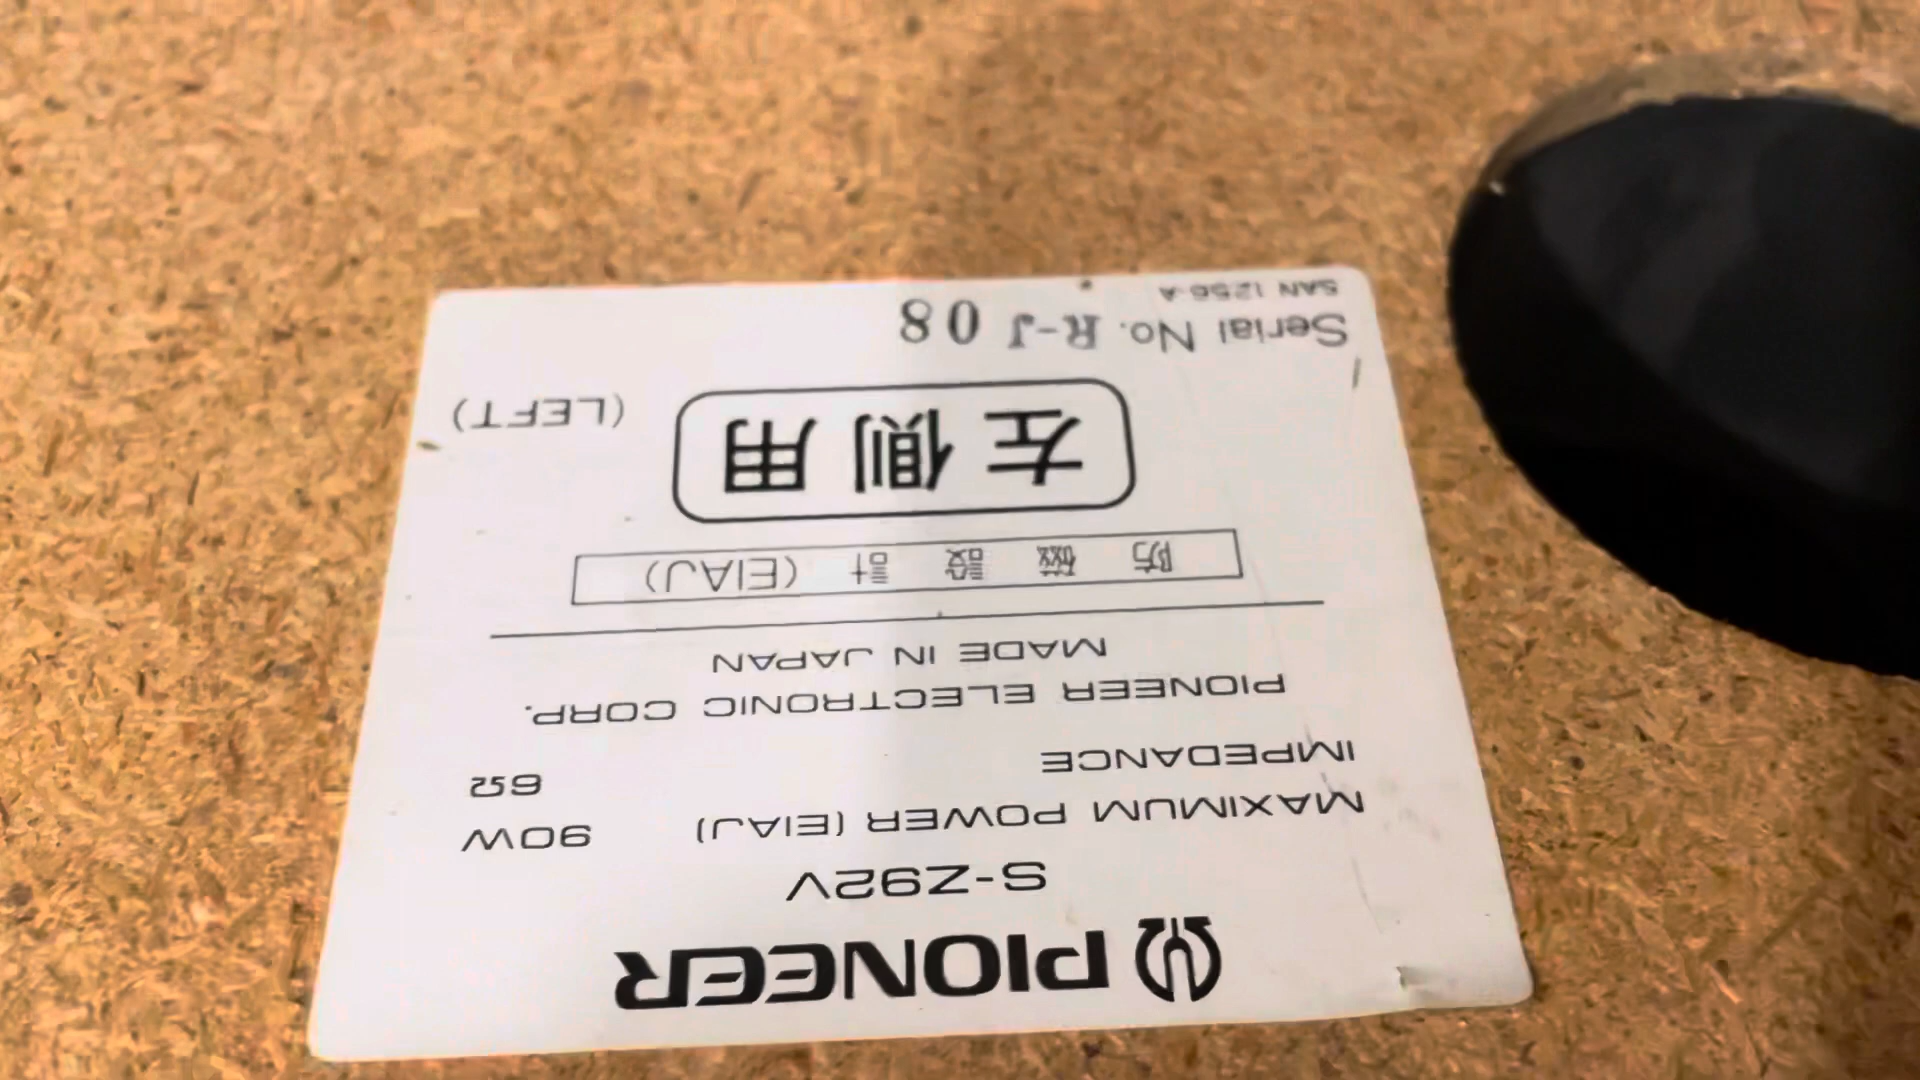 PIONEER
S-Z92V
MAXIMUM POWER (EIAJ) 90W
IMPEDANCE 6Ω
PIONEER ELECTRONIC CORP.
MADE IN JAPAN
防磁設計 (EIAJ)
左側用 (LEFT)
Serial No. R-J 08
SAN 1256-A